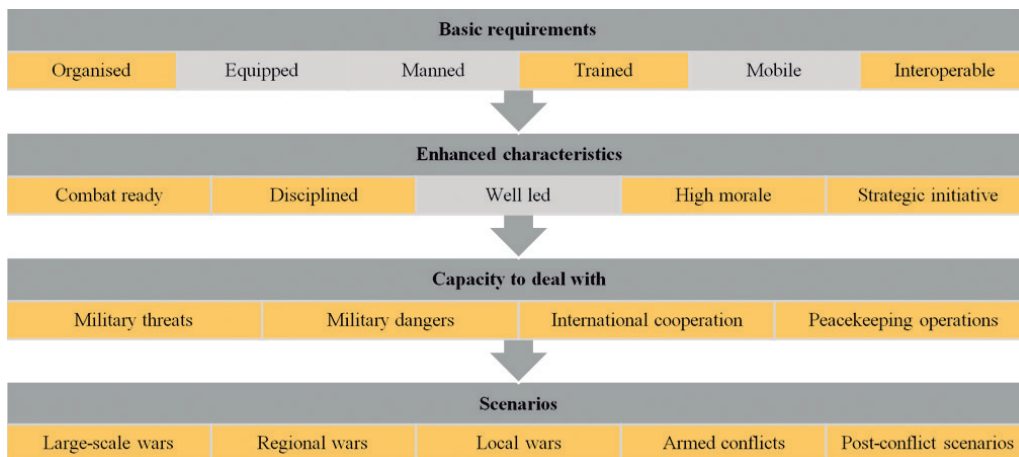 Basic requirements
Organised Equipped Manned Trained Mobile Interoperable
Enhanced characteristics
Combat ready Disciplined Well led High morale Strategic initiative
Capacity to deal with
Military threats Military dangers International cooperation Peacekeeping operations
Scenarios
Large-scale wars Regional wars Local wars Armed conflicts Post-conflict scenarios